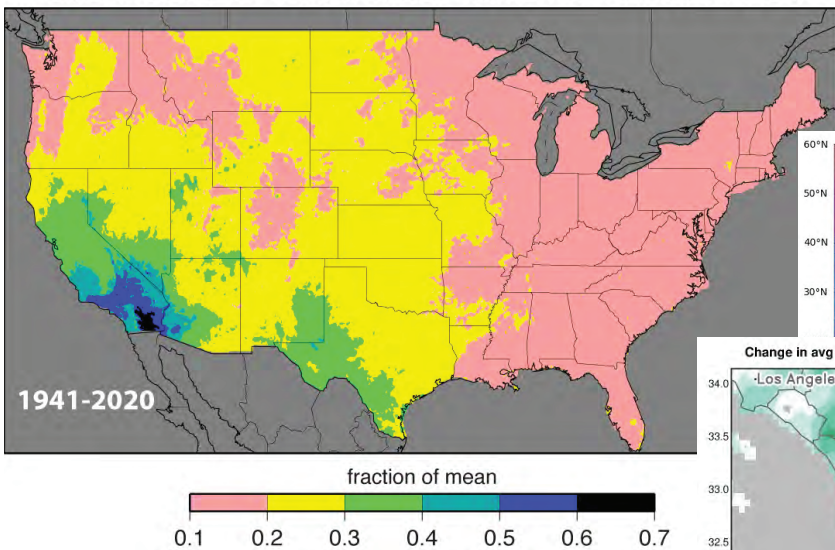 60°N
50°N
40°N
30°N
1941-2020
Change in avg
34.0
Los Angele
33.5
33.0
32.5
fraction of mean
0.1 0.2 0.3 0.4 0.5 0.6 0.7